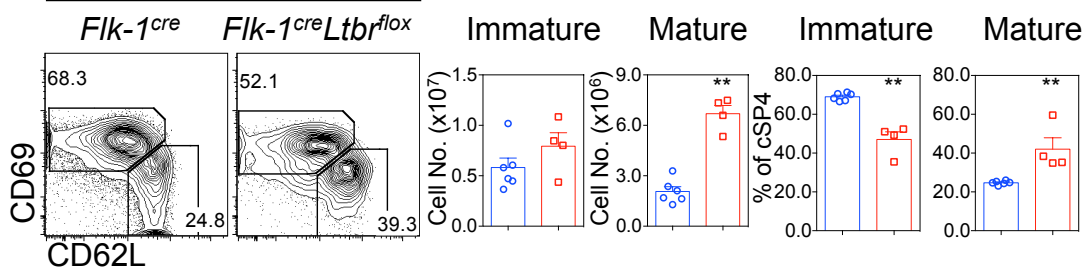 Flk-1cre
Flk-1creLtbrflox
Immature
Mature
Immature
Mature
68.3
24.8
CD69
CD62L
52.1
39.3
Cell No. (x10⁷)
1.5
1.0
0.5
0.0
Cell No. (x10⁶)
9.0
6.0
3.0
0.0
**
% of cSP4
80.0
60.0
40.0
20.0
0.0
**
80.0
60.0
40.0
20.0
0.0
**